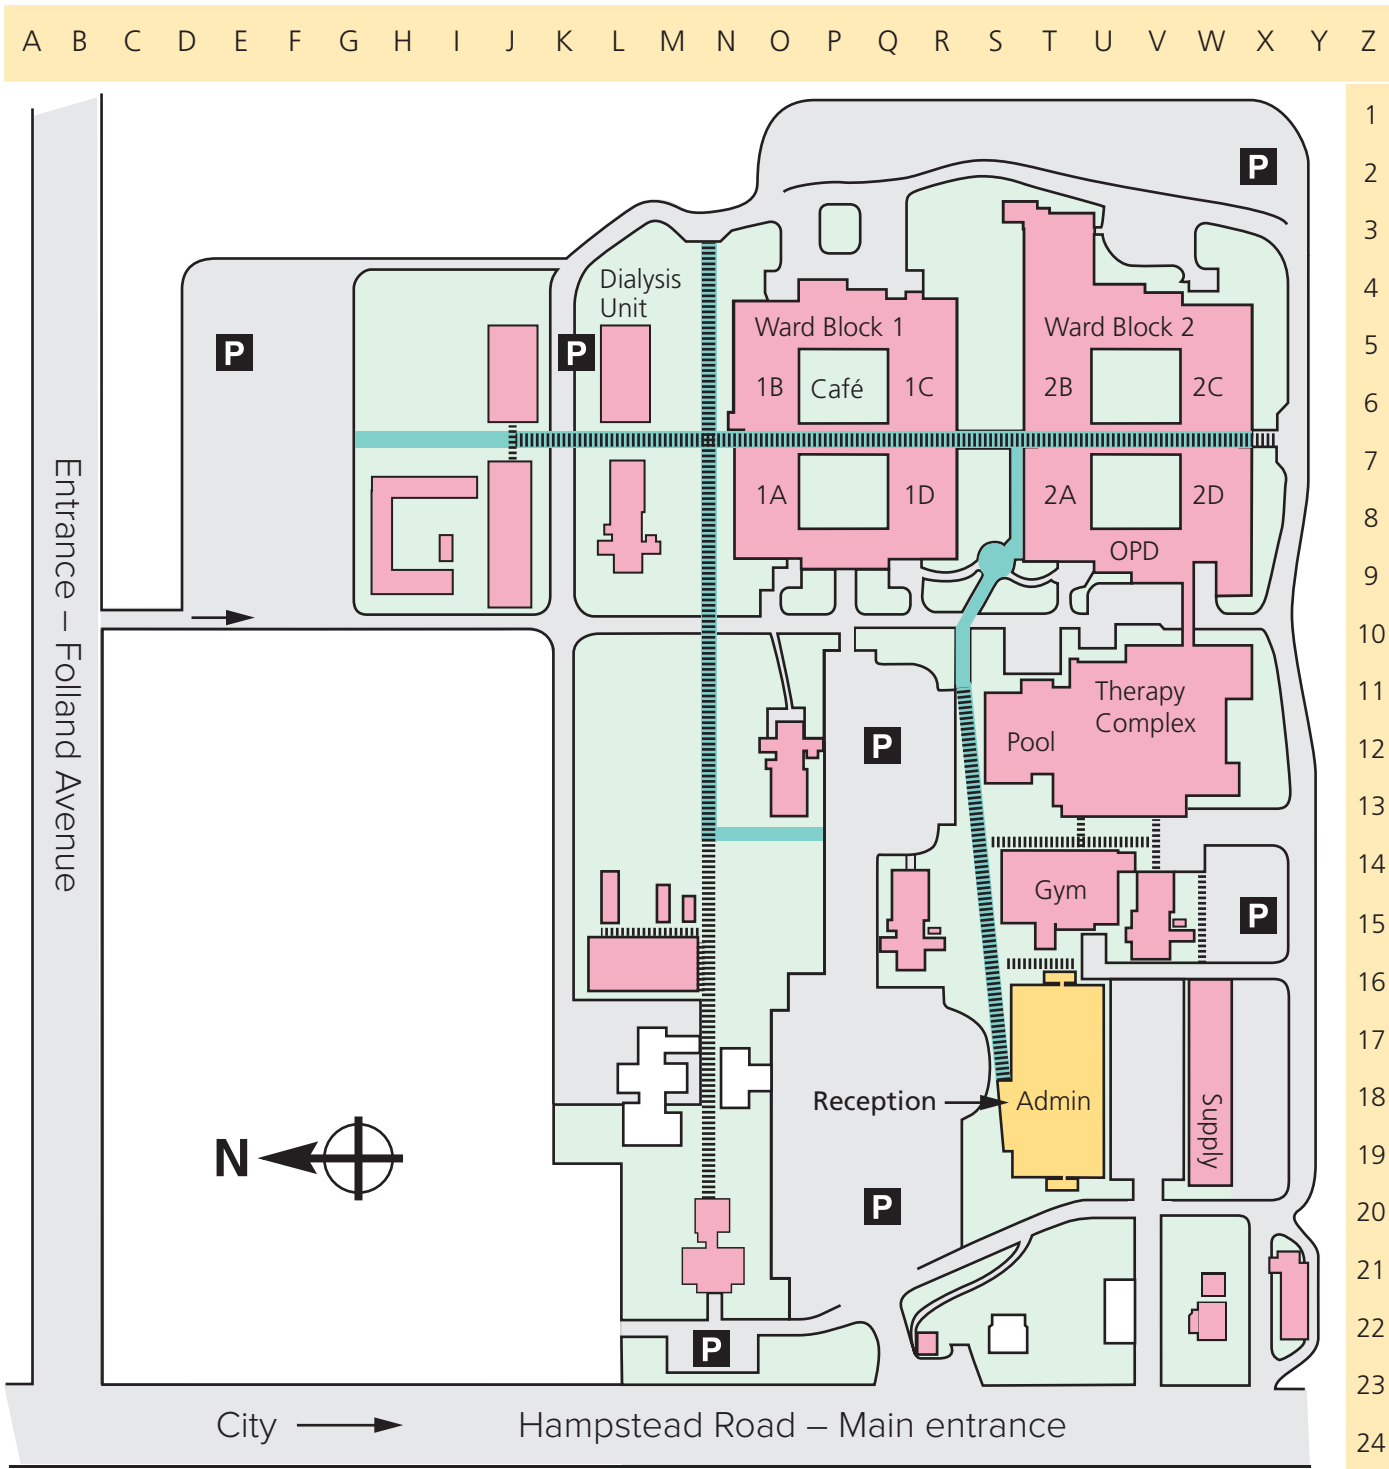 A B C D E F G H I J K L M N O P Q R S T U V W X Y Z
1
P
2
3
Dialysis
Unit
4
Ward Block 1
Ward Block 2
P
P
5
1B
Café
1C
2B
2C
6
7
1A
1D
2A
2D
8
OPD
9
Entrance – Folland Avenue
10
Therapy
Complex
11
P
Pool
12
13
14
Gym
P
15
16
17
Reception
Admin
18
Supply
N
19
P
20
21
22
P
23
City
Hampstead Road – Main entrance
24